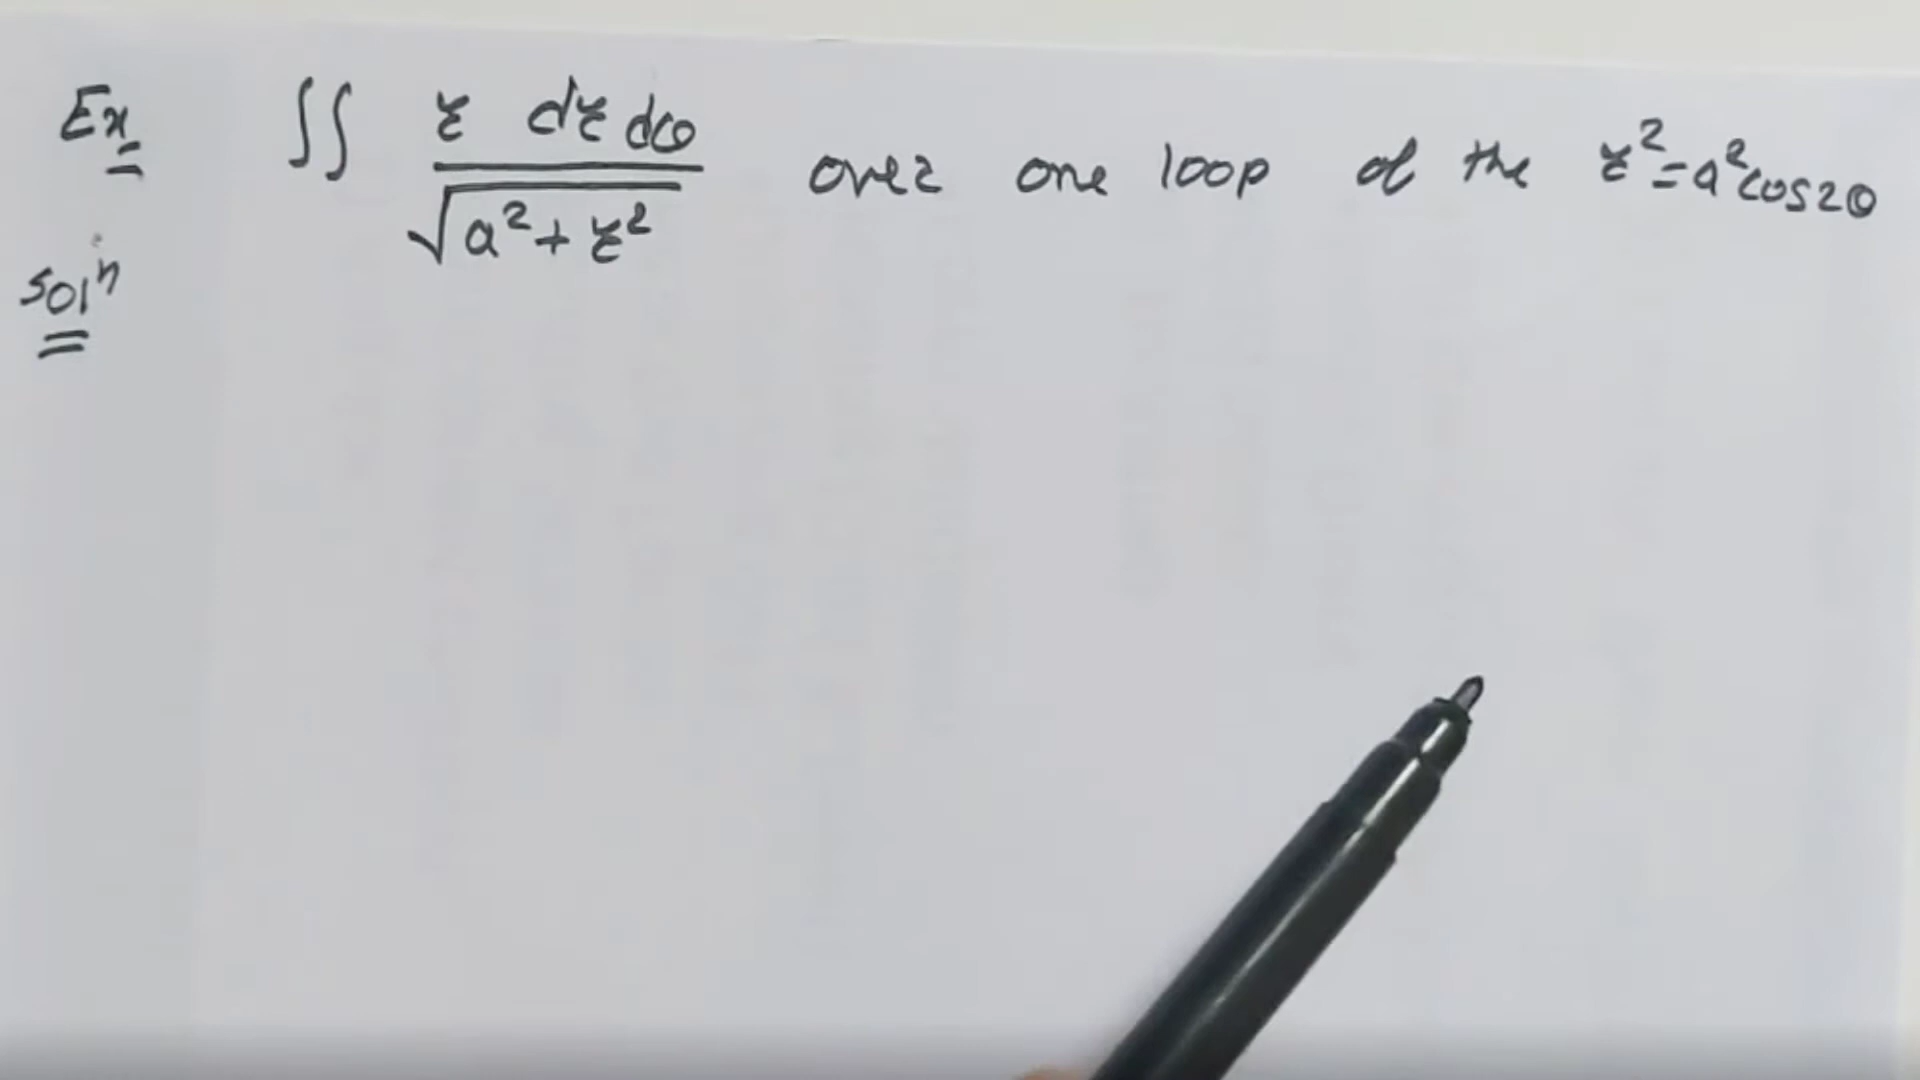 Ex ∬ r dr dθ / √(a² + r²) over one loop of the r² = a² cos2θ
Solⁿ